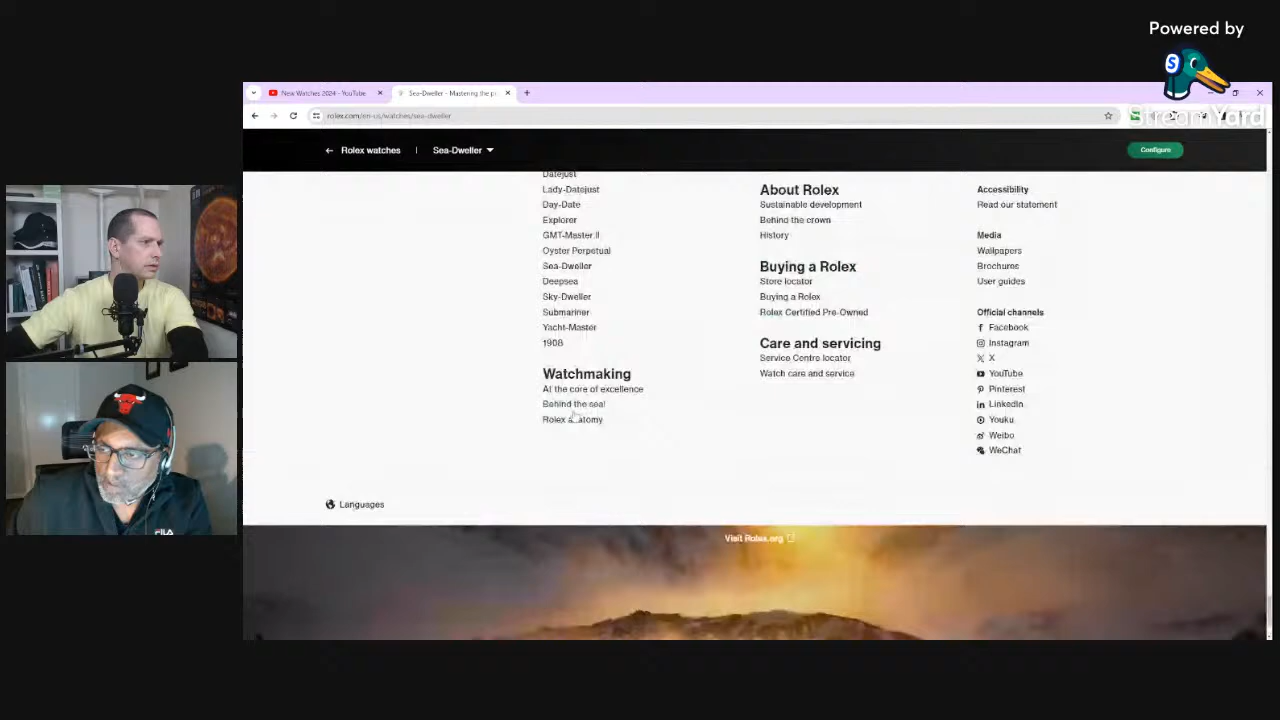 Powered by
S
StreamYard
New Watches 2024 - YouTube
Sea-Dweller - Mastering the p
rolex.com/en-us/watches/sea-dweller
Rolex watches
Sea-Dweller
Configure
Datejust
Lady-Datejust
Day-Date
Explorer
GMT-Master II
Oyster Perpetual
Sea-Dweller
Deepsea
Sky-Dweller
Submariner
Yacht-Master
1908
Watchmaking
At the core of excellence
Behind the seal
Rolex anatomy
About Rolex
Sustainable development
Behind the crown
History
Buying a Rolex
Store locator
Buying a Rolex
Rolex Certified Pre-Owned
Care and servicing
Service Centre locator
Watch care and service
Accessibility
Read our statement
Media
Wallpapers
Brochures
User guides
Official channels
Facebook
Instagram
X
YouTube
Pinterest
LinkedIn
Youku
Weibo
WeChat
Languages
Visit Rolex.org
FILA